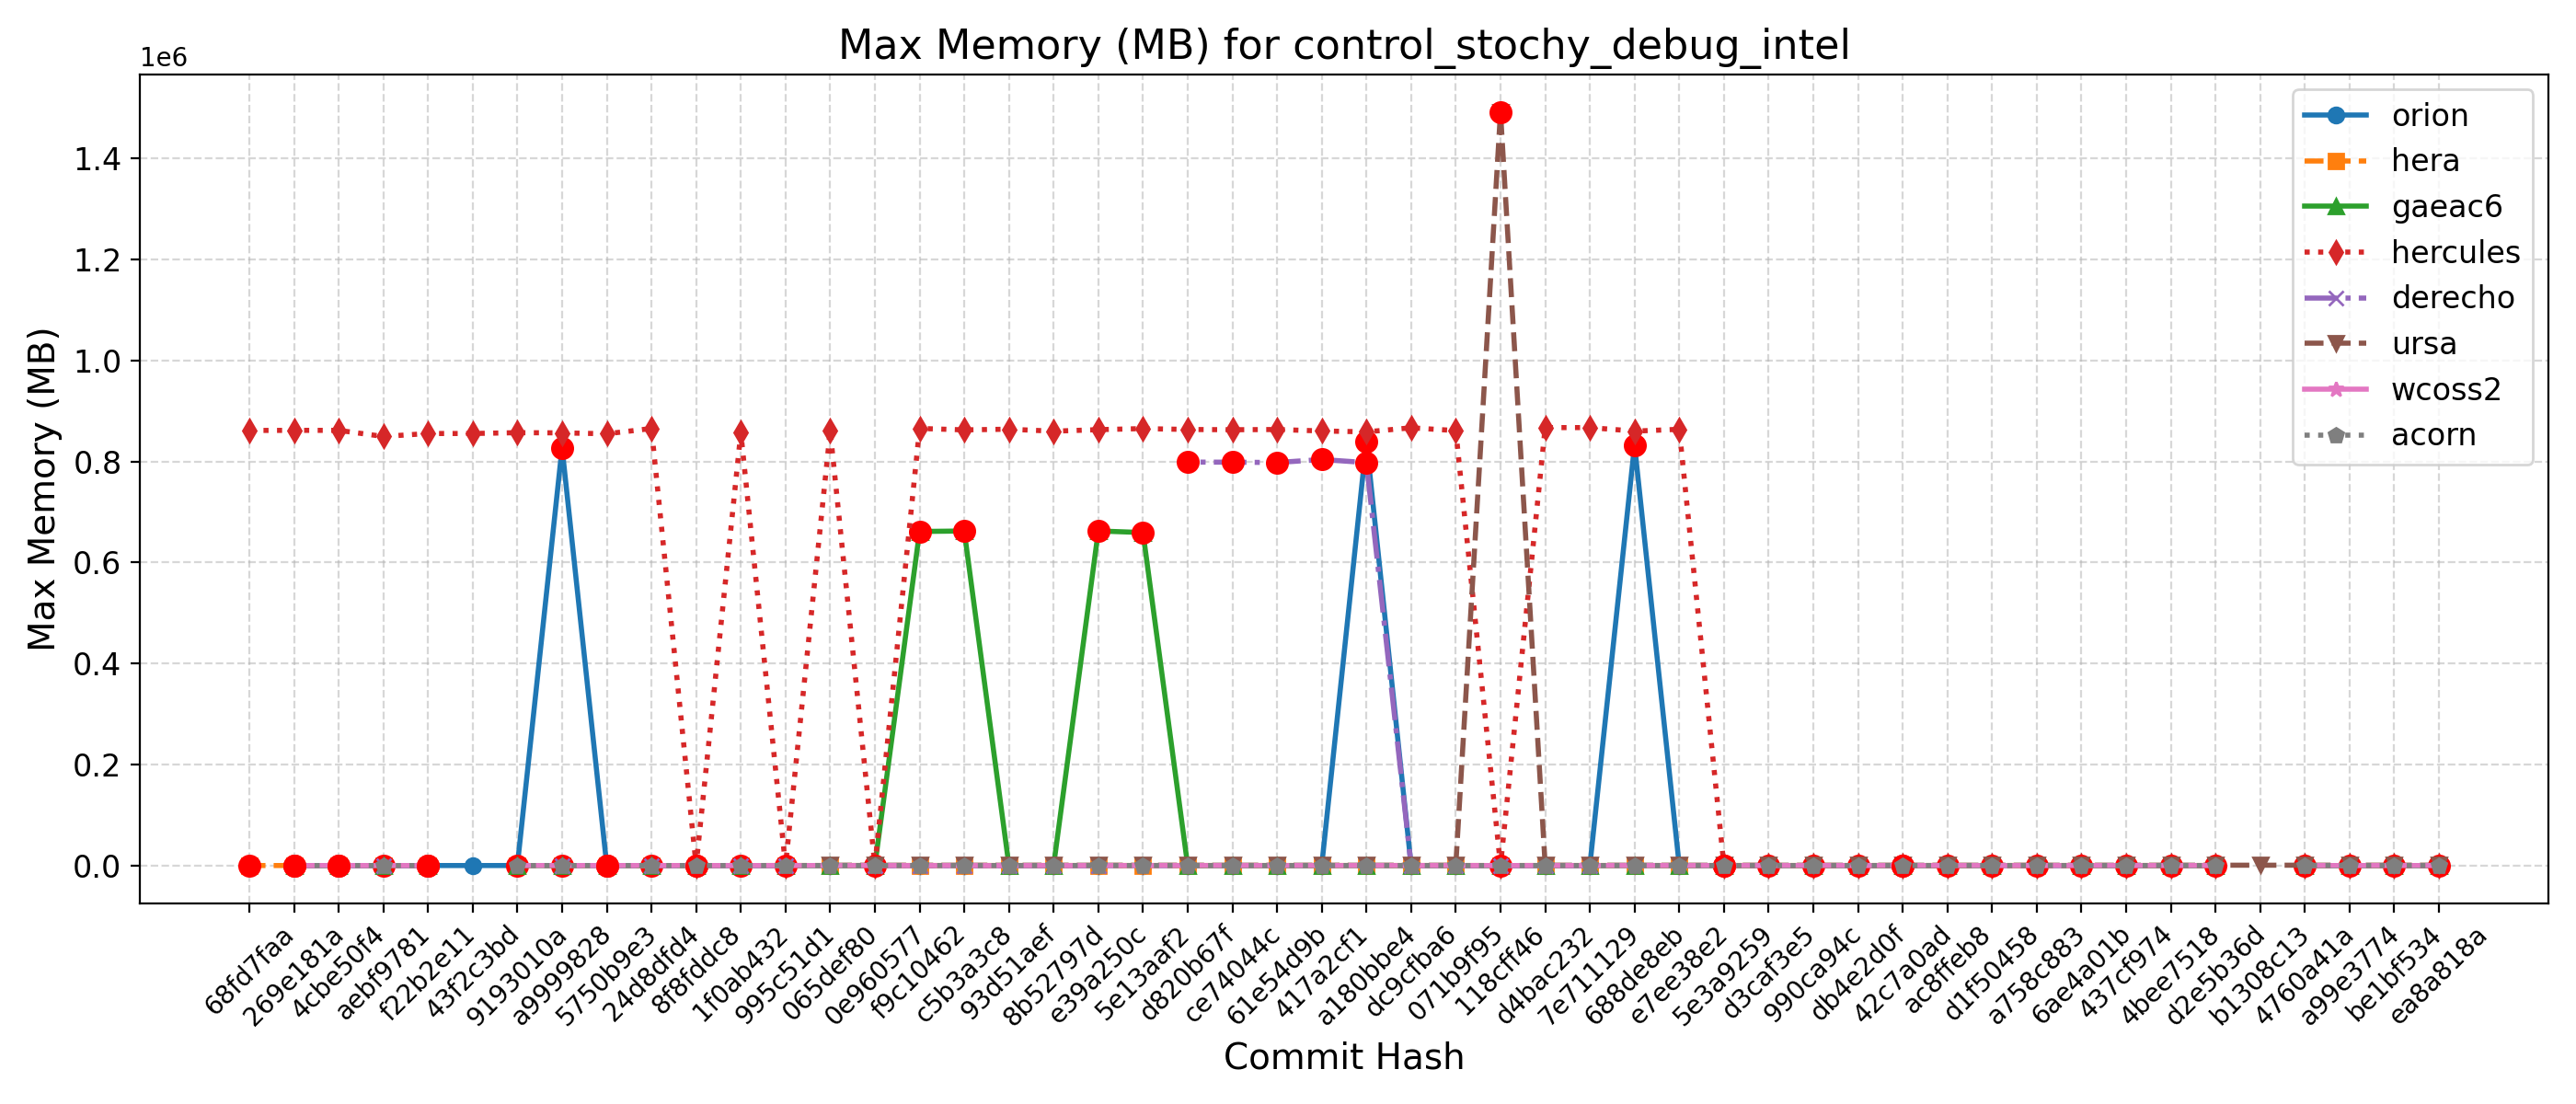 Max Memory (MB) for control_stochy_debug_intel
1e6
1.4
1.2
1.0
0.8
0.6
0.4
0.2
0.0
Max Memory (MB)
orion
hera
gaeac6
hercules
derecho
ursa
wcoss2
acorn
68fd7faa
269e181a
4cbe50f4
aebf9781
f22b2e11
43f2c3bd
9193010a
a9999828
5750b9e3
24d8dfd4
8f8fddc8
1f0ab432
995c51d1
065def80
0e960577
f9c10462
c5b3a3c8
93d51aef
8b52797d
e39a250c
5e13aaf2
d820b67f
ce74044c
61e54d9b
417a2cf1
a180bbe4
dc9cfba6
071b9f95
118cff46
d4bac232
7e711129
688de8eb
e7ee38e2
5e3a9259
d3caf3e5
990ca94c
db4e2d0f
42c7a0ad
ac8ffeb8
d1f50458
a758c883
6ae4a01b
437cf974
4bee7518
d2e5b36d
b1308c13
4760a41a
a99e3774
be1bf534
ea8a818a
Commit Hash